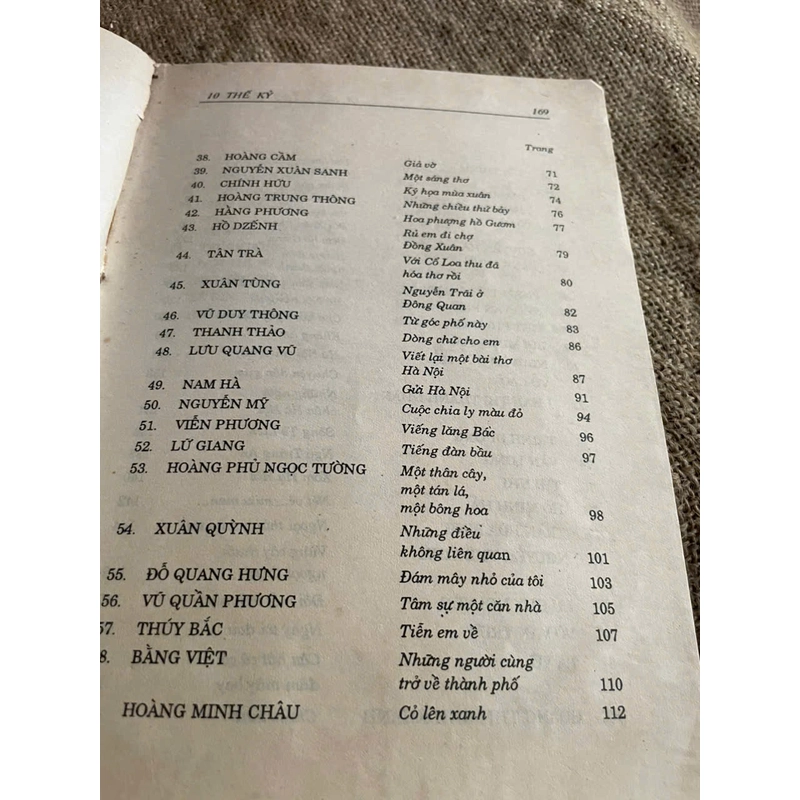 10 THẾ KỶ 169
Trang
38. HOÀNG CẦM Giả vờ 71
39. NGUYỄN XUÂN SANH Một sáng thơ 72
40. CHÍNH HỮU Ký họa mùa xuân 74
41. HOÀNG TRUNG THÔNG Những chiều thứ bảy 76
42. HÀNG PHƯƠNG Hoa phượng hồ Gươm 77
43. HỒ DZẾNH Rủ em đi chợ
Đồng Xuân 79
44. TÂN TRÀ Với Cổ Loa thu đã
hóa thơ rồi 80
45. XUÂN TÙNG Nguyễn Trãi ở
Đông Quan 82
46. VŨ DUY THÔNG Từ góc phố này 83
47. THANH THẢO Dòng chữ cho em 86
48. LƯU QUANG VŨ Viết lại một bài thơ
Hà Nội 87
49. NAM HÀ Gửi Hà Nội 91
50. NGUYỄN MỸ Cuộc chia ly màu đỏ 94
51. VIỄN PHƯƠNG Viếng lăng Bác 96
52. LỮ GIANG Tiếng đàn bầu 97
53. HOÀNG PHỦ NGỌC TƯỜNG Một thân cây,
một tán lá,
một bông hoa 98
54. XUÂN QUỲNH Những điều
không liên quan 101
55. ĐỖ QUANG HƯNG Đám mây nhỏ của tôi 103
56. VŨ QUẦN PHƯƠNG Tâm sự một căn nhà 105
57. THÚY BẮC Tiễn em về 107
8. BẰNG VIỆT Những người cùng
trở về thành phố 110
HOÀNG MINH CHÂU Cỏ lên xanh 112